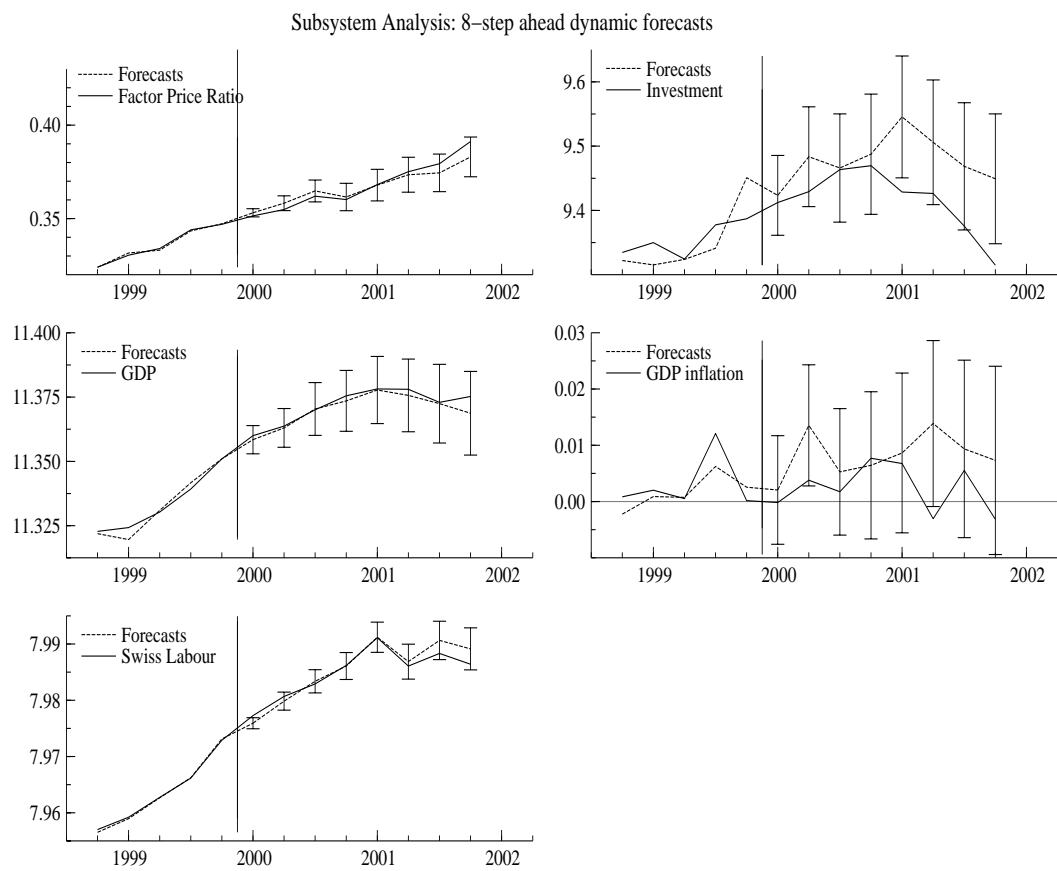 Subsystem Analysis: 8–step ahead dynamic forecasts
Forecasts
Factor Price Ratio
0.40
0.35
1999 2000 2001 2002
Forecasts
Investment
9.6
9.5
9.4
1999 2000 2001 2002
11.400
Forecasts
GDP
11.375
11.350
11.325
1999 2000 2001 2002
0.03
Forecasts
GDP inflation
0.02
0.01
0.00
1999 2000 2001 2002
Forecasts
7.99
Swiss Labour
7.98
7.97
7.96
1999 2000 2001 2002